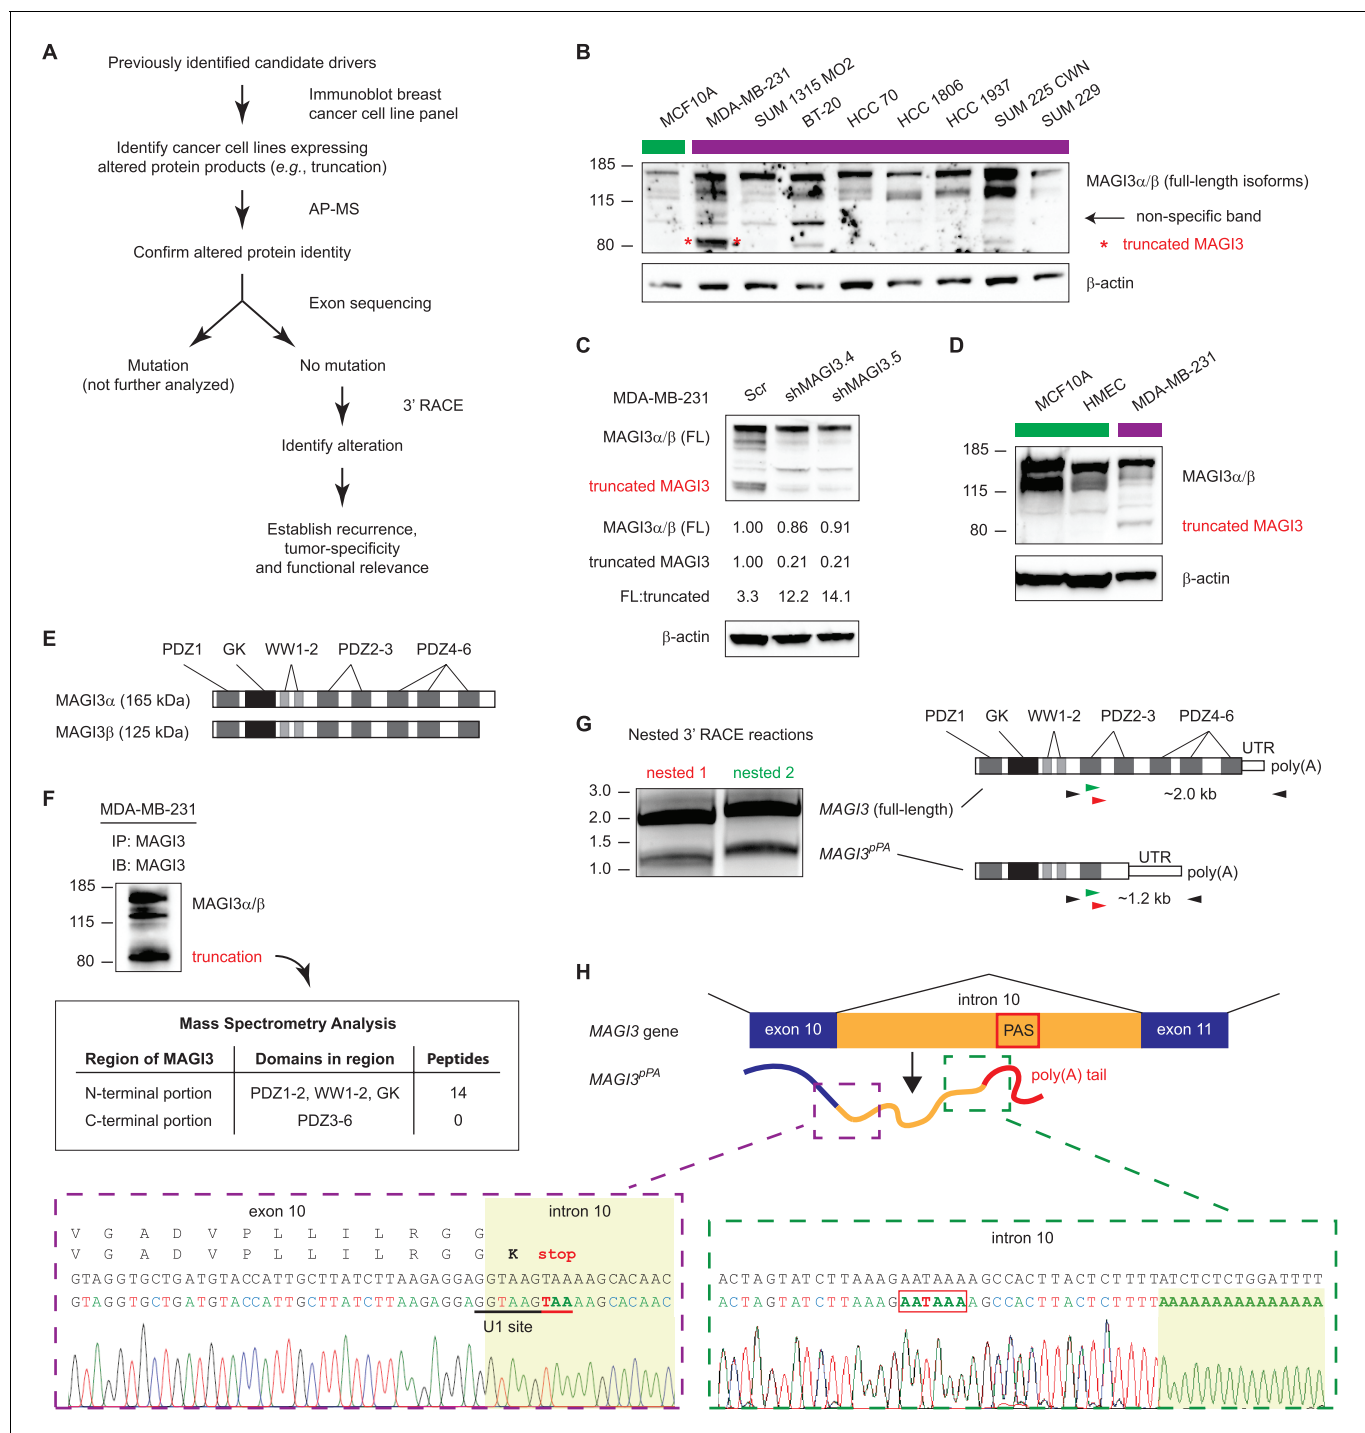 A
Previously identified candidate drivers
Immunoblot breast
cancer cell line panel
Identify cancer cell lines expressing
altered protein products (e.g., truncation)
AP-MS
Confirm altered protein identity
Exon sequencing
Mutation
(not further analyzed)
No mutation
3' RACE
Identify alteration
Establish recurrence,
tumor-specificity
and functional relevance
B
MCF10A
MDA-MB-231
SUM 1315 MO2
BT-20
HCC 70
HCC 1806
HCC 1937
SUM 225 CWN
SUM 229
185
115
80
MAGI3α/β (full-length isoforms)
non-specific band
* truncated MAGI3
* *
β-actin
C
MDA-MB-231
Scr
shMAGI3.4
shMAGI3.5
MAGI3α/β (FL)
truncated MAGI3
MAGI3α/β (FL) 1.00 0.86 0.91
truncated MAGI3 1.00 0.21 0.21
FL:truncated 3.3 12.2 14.1
β-actin
D
MCF10A
HMEC
MDA-MB-231
185
115
80
MAGI3α/β
truncated MAGI3
β-actin
E
PDZ1 GK WW1-2 PDZ2-3 PDZ4-6
MAGI3α (165 kDa)
MAGI3β (125 kDa)
F
MDA-MB-231
IP: MAGI3
IB: MAGI3
185
115
80
MAGI3α/β
truncation
Mass Spectrometry Analysis
Region of MAGI3 Domains in region Peptides
N-terminal portion PDZ1-2, WW1-2, GK 14
C-terminal portion PDZ3-6 0
G
Nested 3' RACE reactions
nested 1 nested 2
3.0
2.0
1.5
1.0
MAGI3 (full-length)
MAGI3pPA
PDZ1 GK WW1-2 PDZ2-3 PDZ4-6
UTR
poly(A)
~2.0 kb
UTR
poly(A)
~1.2 kb
H
intron 10
MAGI3 gene
exon 10
PAS
exon 11
MAGI3pPA
poly(A) tail
exon 10 intron 10
V G A D V P L L I L R G G
V G A D V P L L I L R G G K stop
GTAGGTGCTGATGTACCATTGCTTATCTTAAGAGGAGGTAAGTAAAAGCACAAC
GTAGGTGCTGATGTACCATTGCTTATCTTAAGAGGAGGTAAGTAAAAGCACAAC
U1 site
intron 10
ACTAGTATCTTAAAGAATAAAAGCCACTTACTCTTTTATCTCTCTGGATTTT
ACTAGTATCTTAAAGAATAAAAGCCACTTACTCTTTTAAAAAAAAAAAAAAA